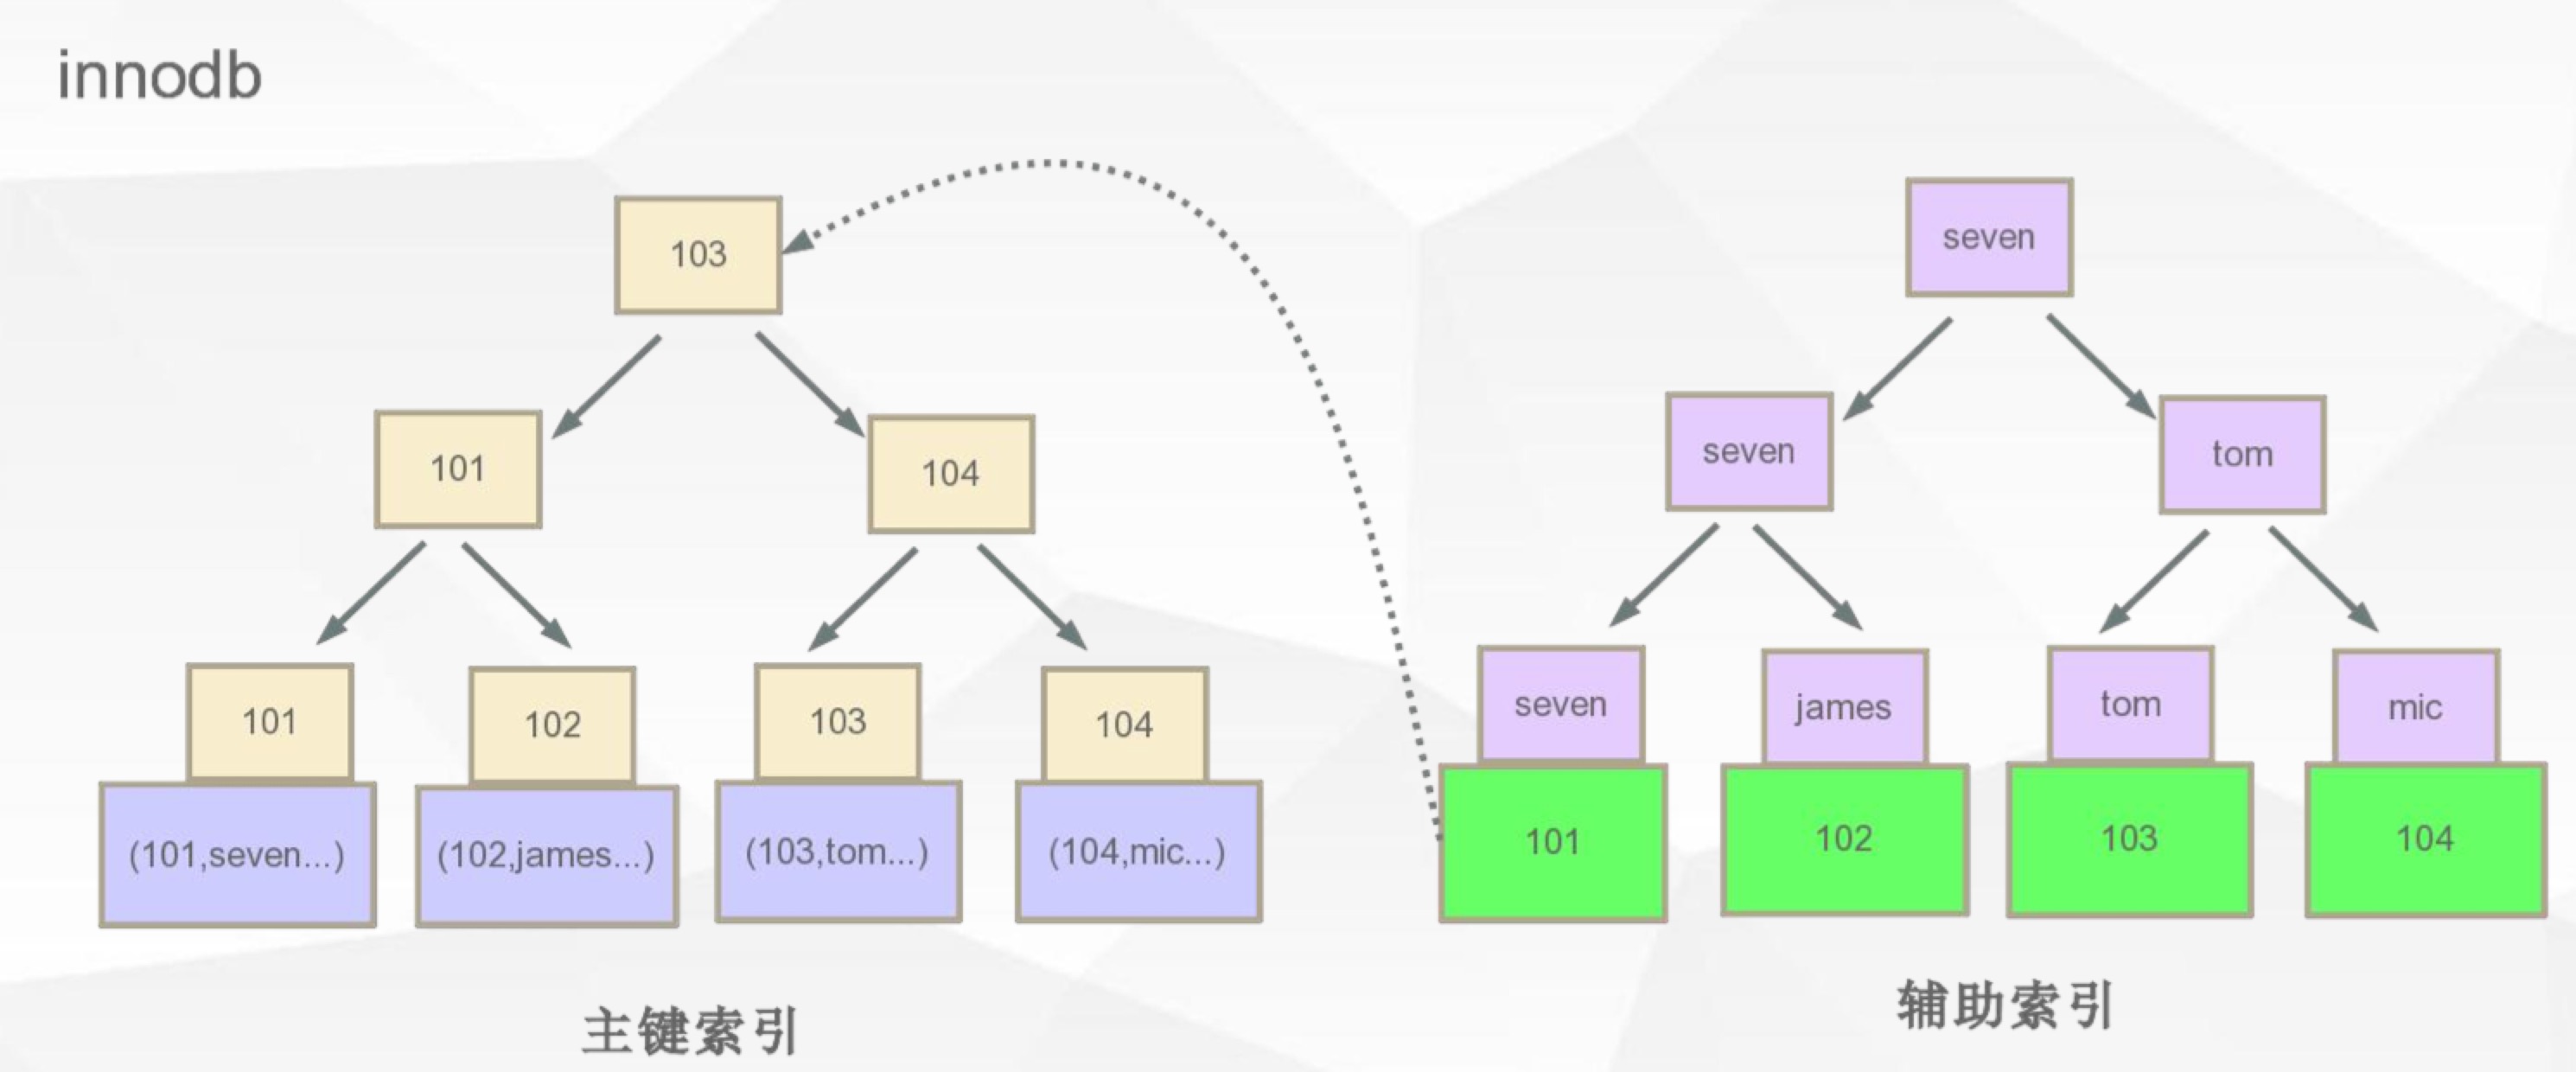 innodb
103
101
104
101
102
103
104
(101,seven...)
(102,james...)
(103,tom...)
(104,mic...)
主键索引
seven
seven
tom
seven
james
tom
mic
101
102
103
104
辅助索引